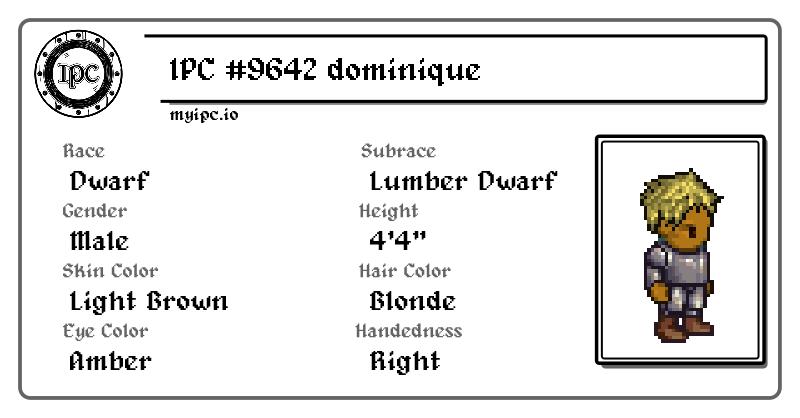 IPC
IPC #9642 dominique
myipc.io
Race
Dwarf
Subrace
Lumber Dwarf
Gender
Male
Height
4'4"
Skin Color
Light Brown
Hair Color
Blonde
Eye Color
Amber
Handedness
Right